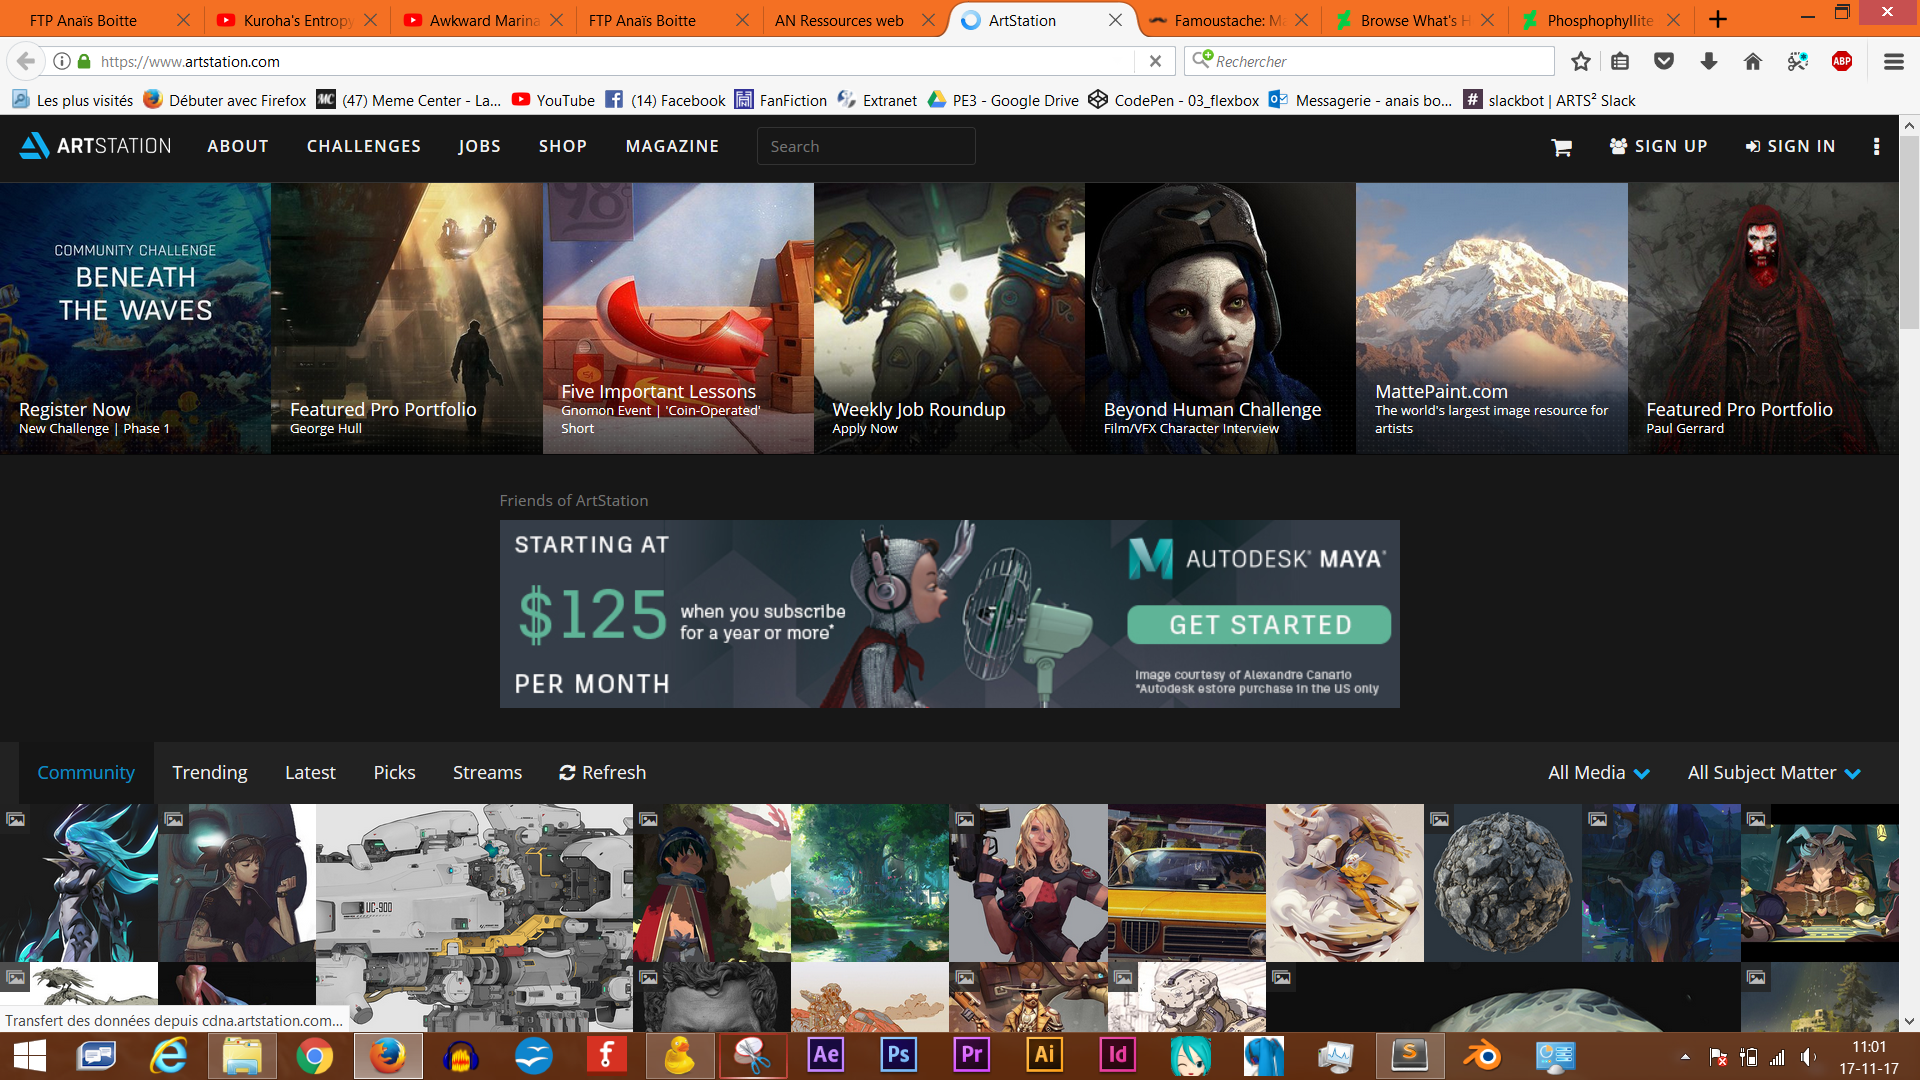 FTP Anaïs Boitte
Kuroha's Entropy
Awkward Marina
FTP Anaïs Boitte
AN Ressources web
ArtStation
Famoustache: Ma
Browse What's H
Phosphophyllite
https://www.artstation.com
Rechercher
ABP
Les plus visités
Débuter avec Firefox
MC
(47) Meme Center - La...
YouTube
(14) Facebook
FanFiction
Extranet
PE3 - Google Drive
CodePen - 03_flexbox
Messagerie - anais bo...
slackbot | ARTS² Slack
ARTSTATION
ABOUT
CHALLENGES
JOBS
SHOP
MAGAZINE
Search
SIGN UP
SIGN IN
COMMUNITY CHALLENGE
BENEATH
THE WAVES
Register Now
New Challenge | Phase 1
Featured Pro Portfolio
George Hull
98
Five Important Lessons
Gnomon Event | 'Coin-Operated'
Short
Weekly Job Roundup
Apply Now
Beyond Human Challenge
Film/VFX Character Interview
MattePaint.com
The world's largest image resource for
artists
Featured Pro Portfolio
Paul Gerrard
Friends of ArtStation
STARTING AT
$125
when you subscribe
for a year or more*
PER MONTH
AUTODESK® MAYA®
GET STARTED
Image courtesy of Alexandre Canario
*Autodesk estore purchase in the US only
Community
Trending
Latest
Picks
Streams
Refresh
All Media
All Subject Matter
UC-900
Transfert des données depuis cdna.artstation.com...
Ae
Ps
Pr
Ai
Id
11:01
17-11-17